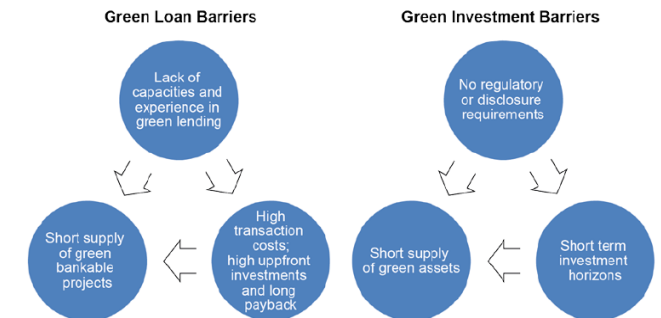 Green Loan Barriers
Green Investment Barriers
Lack of
capacities and
experience in
green lending
No regulatory
or disclosure
requirements
Short supply
of green
bankable
projects
High
transaction
costs;
high uppfront
investments
and long
payback
Short supply
of green assets
Short term
investment
horizons